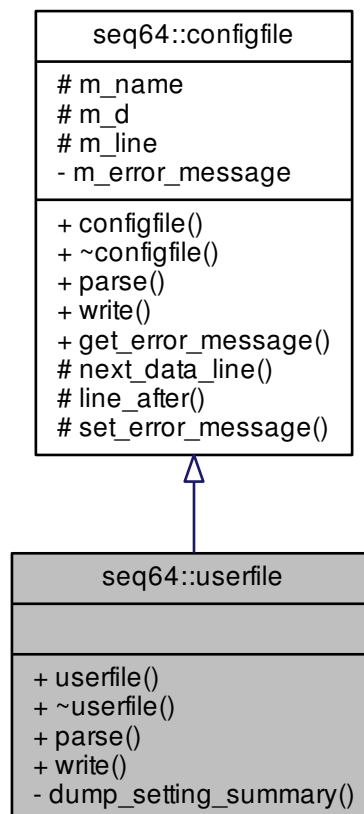 seq64::configfile
# m_name
# m_d
# m_line
- m_error_message
+ configfile()
+ ~configfile()
+ parse()
+ write()
+ get_error_message()
# next_data_line()
# line_after()
# set_error_message()
seq64::userfile
+ userfile()
+ ~userfile()
+ parse()
+ write()
- dump_setting_summary()